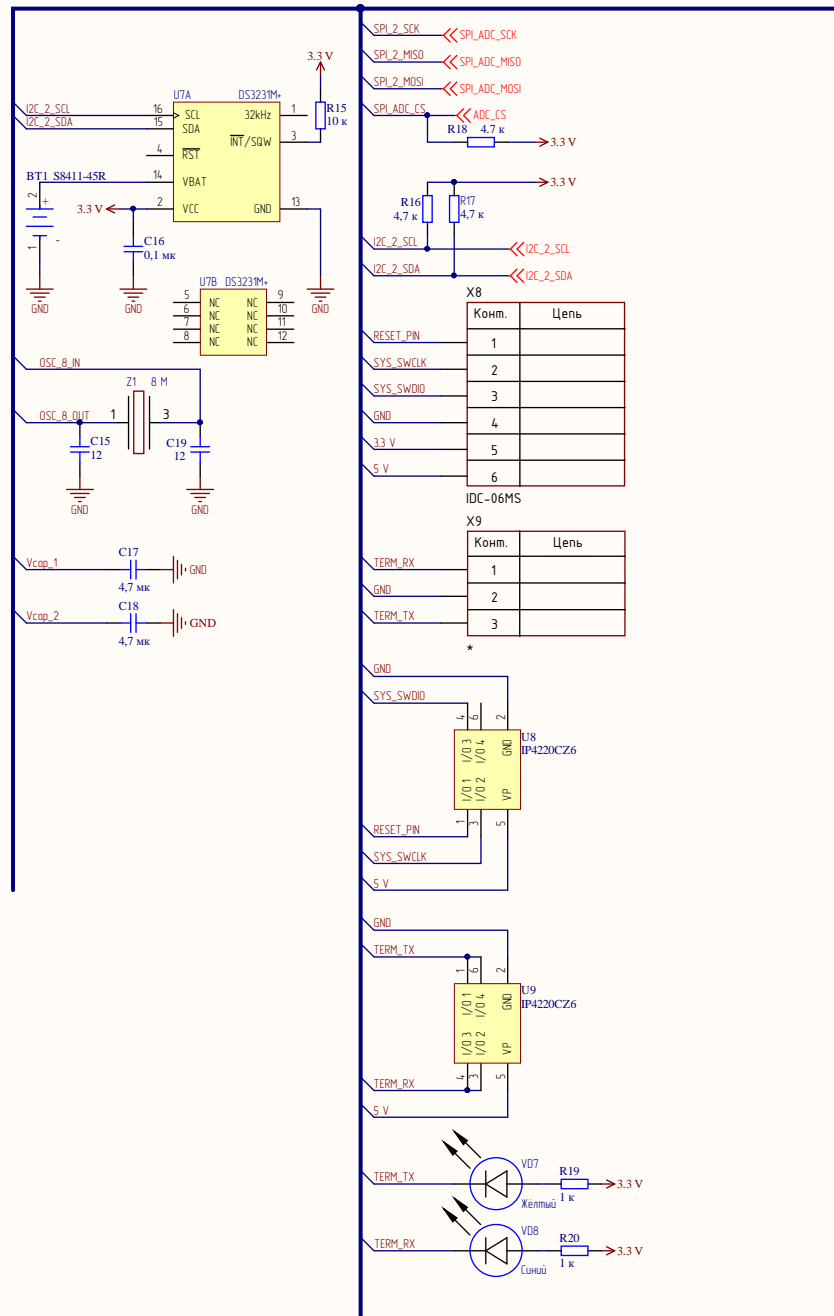 3.3 V
U7A DS3231M+
I2C_2_SCL 16 SCL 32kHz 1 R15
I2C_2_SDA 15 SDA 10 к
INT/SQW 3
4 RST
BT1 S8411-45R 14 VBAT
2 +
3.3 V 2 VCC GND 13
1 -
C16
0,1 мк
GND GND GND
U7B DS3231M+
5 NC NC 9
6 NC NC 10
7 NC NC 11
8 NC NC 12
OSC_8_IN
Z1 8 M
OSC_8_OUT 1 3
C15 C19
12 12
GND GND
Vcap_1 C17 GND
4,7 мк
Vcap_2 C18 GND
4,7 мк
SPI_2_SCK SPI_ADC_SCK
SPI_2_MISO SPI_ADC_MISO
SPI_2_MOSI SPI_ADC_MOSI
SPI_ADC_CS ADC_CS
R18 4.7 к
3.3 V
3.3 V
R16 R17
4,7 к 4,7 к
I2C_2_SCL I2C_2_SCL
I2C_2_SDA I2C_2_SDA
X8
Конт. Цепь
RESET_PIN 1
SYS_SWCLK 2
SYS_SWDIO 3
GND 4
3.3 V 5
5 V 6
IDC-06MS
X9
Конт. Цепь
TERM_RX 1
GND 2
TERM_TX 3
*
GND
SYS_SWDIO
4 6 2
I/O 3 I/O 4 GND
U8
IP4220CZ6
I/O 1 I/O 2 VP
1 3 5
RESET_PIN
SYS_SWCLK
5 V
GND
TERM_TX
1 6 2
I/O 1 I/O 4 GND
U9
IP4220CZ6
I/O 3 I/O 2 VP
4 3 5
TERM_RX
5 V
VD7
TERM_TX R19 3.3 V
Жёлтый 1 к
VD8
TERM_RX R20 3.3 V
Синий 1 к